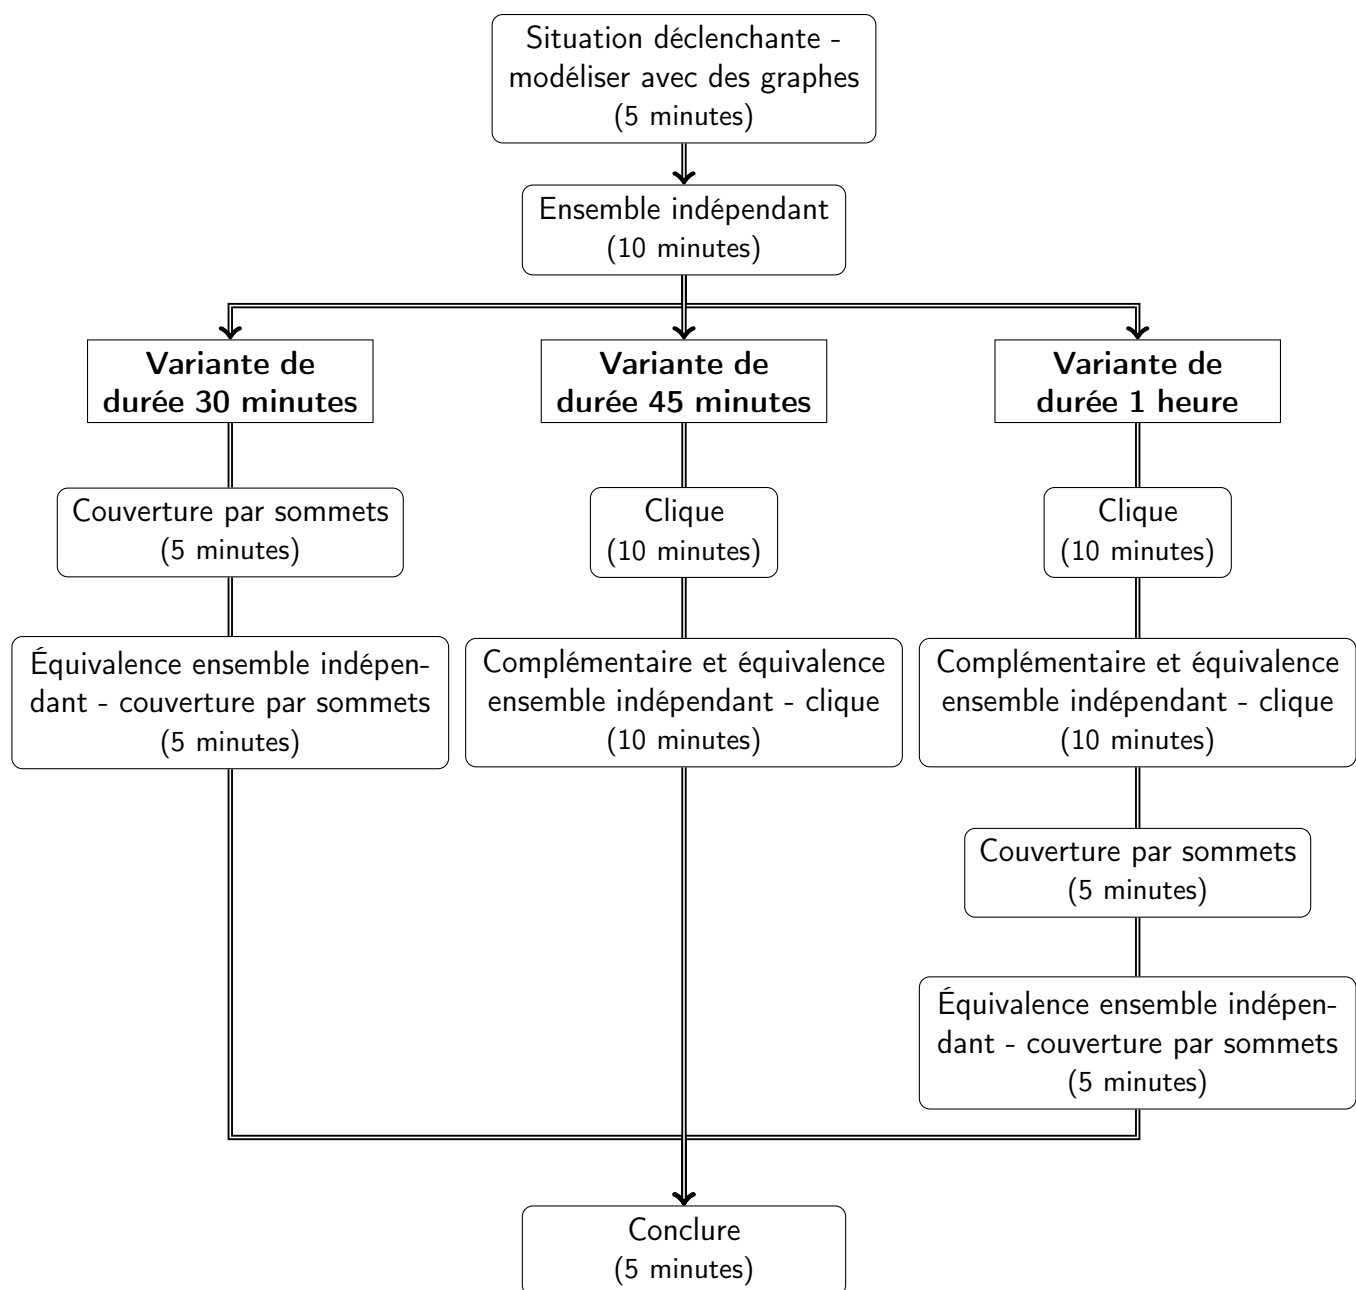 Situation déclenchante -
modéliser avec des graphes
(5 minutes)
Ensemble indépendant
(10 minutes)
Variante de
durée 30 minutes
Variante de
durée 45 minutes
Variante de
durée 1 heure
Couverture par sommets
(5 minutes)
Clique
(10 minutes)
Clique
(10 minutes)
Équivalence ensemble indépen-
dant - couverture par sommets
(5 minutes)
Complémentaire et équivalence
ensemble indépendant - clique
(10 minutes)
Complémentaire et équivalence
ensemble indépendant - clique
(10 minutes)
Couverture par sommets
(5 minutes)
Équivalence ensemble indépen-
dant - couverture par sommets
(5 minutes)
Conclure
(5 minutes)